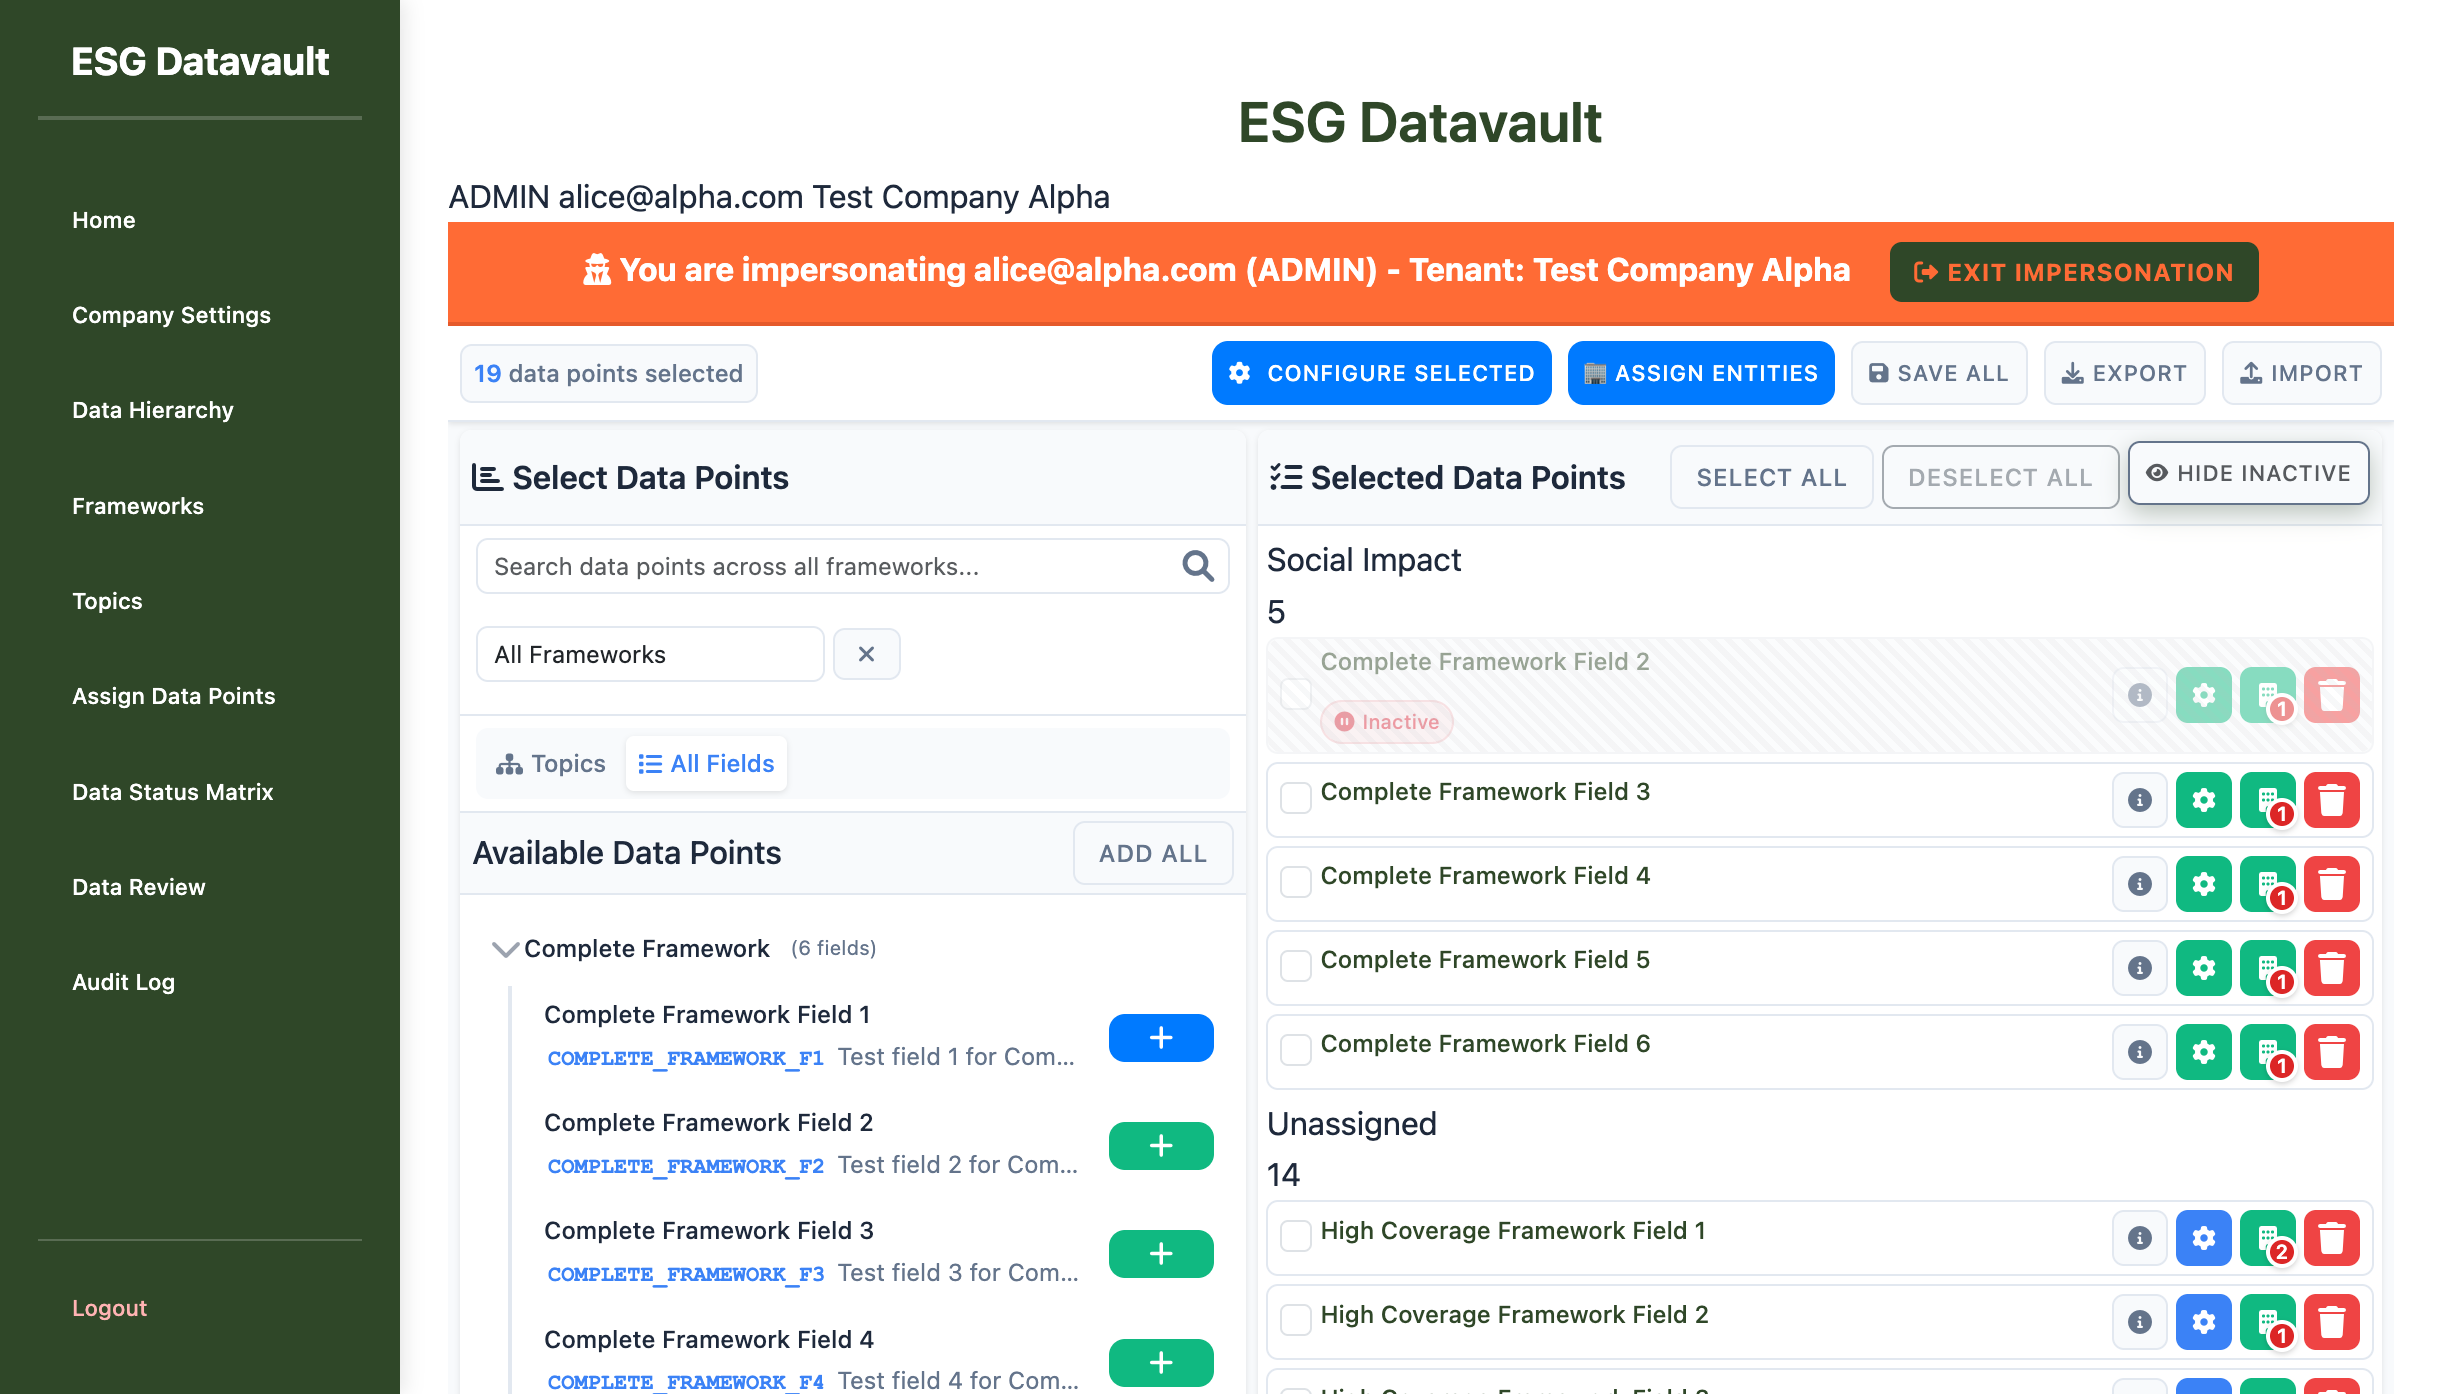 ESG Datavault
Home
Company Settings
Data Hierarchy
Frameworks
Topics
Assign Data Points
Data Status Matrix
Data Review
Audit Log
Logout
ESG Datavault
ADMIN alice@alpha.com Test Company Alpha
You are impersonating alice@alpha.com (ADMIN) - Tenant: Test Company Alpha
EXIT IMPERSONATION
19 data points selected
CONFIGURE SELECTED
ASSIGN ENTITIES
SAVE ALL
EXPORT
IMPORT
Select Data Points
Search data points across all frameworks...
All Frameworks
Topics
All Fields
Available Data Points
ADD ALL
Complete Framework (6 fields)
Complete Framework Field 1
COMPLETE_FRAMEWORK_F1 Test field 1 for Com...
Complete Framework Field 2
COMPLETE_FRAMEWORK_F2 Test field 2 for Com...
Complete Framework Field 3
COMPLETE_FRAMEWORK_F3 Test field 3 for Com...
Complete Framework Field 4
COMPLETE_FRAMEWORK_F4 Test field 4 for Com...
Selected Data Points
SELECT ALL
DESELECT ALL
HIDE INACTIVE
Social Impact
5
Complete Framework Field 2
1
Inactive
Complete Framework Field 3
1
Complete Framework Field 4
1
Complete Framework Field 5
1
Complete Framework Field 6
1
Unassigned
14
High Coverage Framework Field 1
2
High Coverage Framework Field 2
1